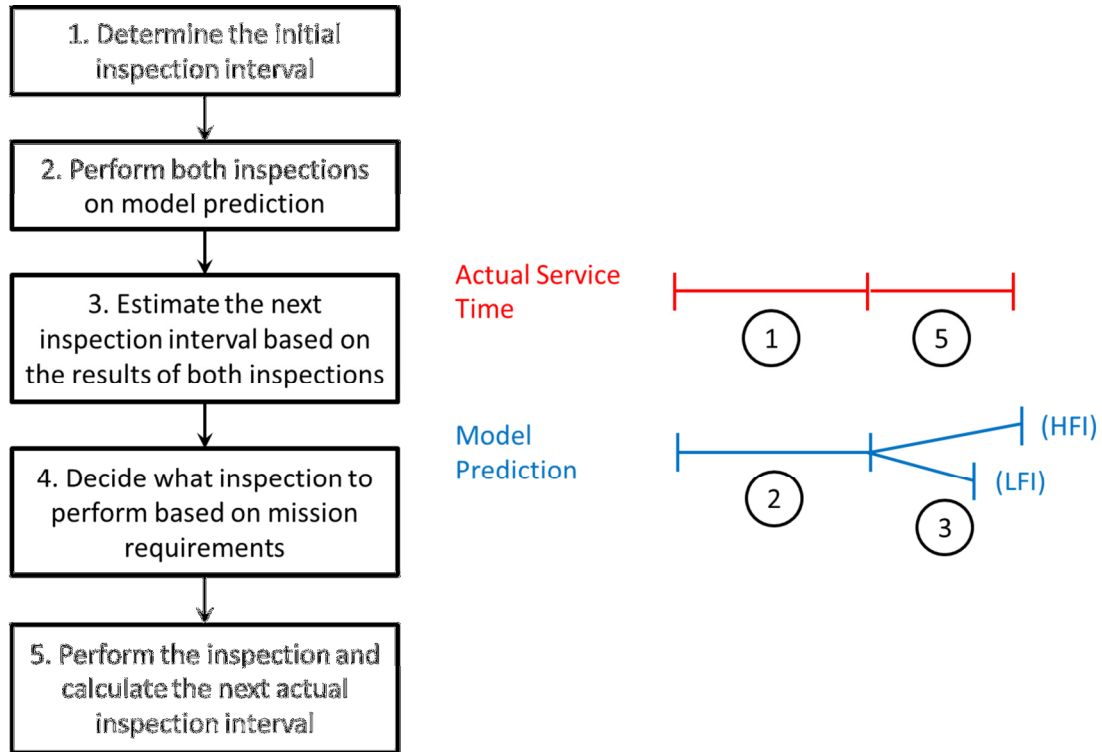 1. Determine the initial
inspection interval
2. Perform both inspections
on model prediction
3. Estimate the next
inspection interval based on
the results of both inspections
4. Decide what inspection to
perform based on mission
requirements
5. Perform the inspection and
calculate the next actual
inspection interval
Actual Service
Time
1
5
Model
Prediction
2
3
(HFI)
(LFI)